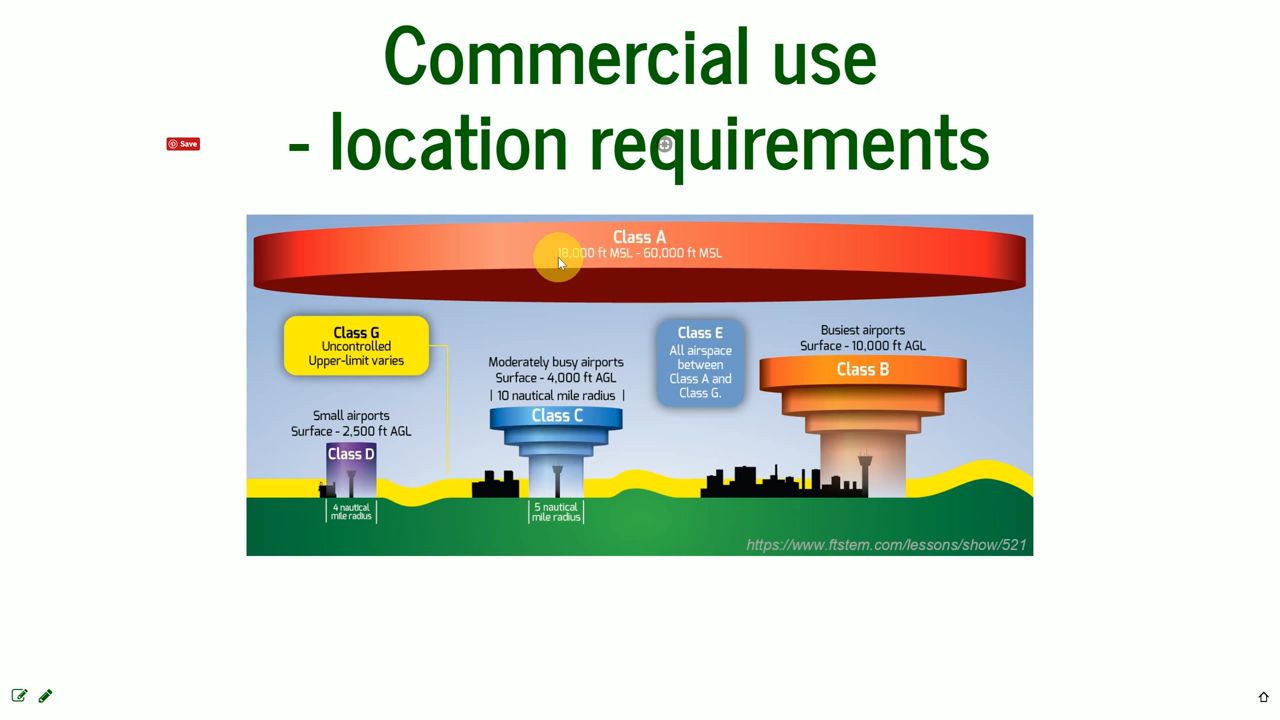 Commercial use
- location requirements
Save
Class A
18,000 ft MSL - 60,000 ft MSL
Class G
Uncontrolled
Upper-limit varies
Class E
All airspace
between
Class A and
Class G.
Busiest airports
Surface - 10,000 ft AGL
Class B
Moderately busy airports
Surface - 4,000 ft AGL
| 10 nautical mile radius |
Class C
Small airports
Surface - 2,500 ft AGL
Class D
4 nautical
mile radius
5 nautical
mile radius
https://www.ftstem.com/lessons/show/521